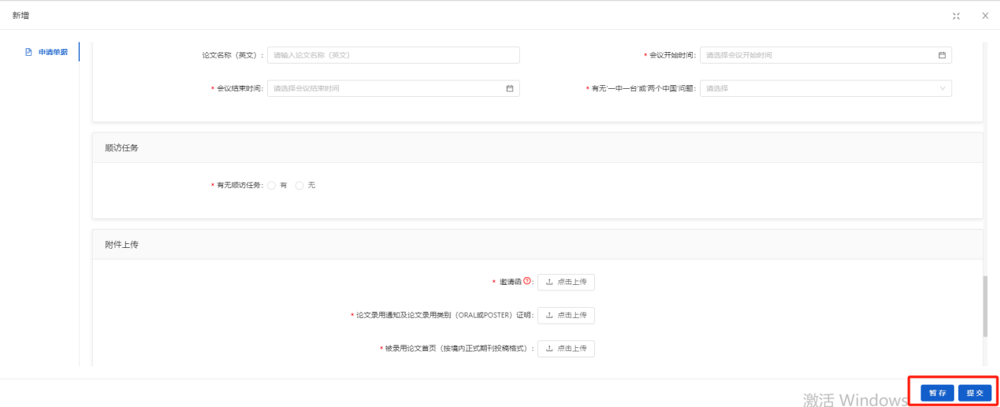 新增
申请单据
论文名称（英文）: 请输入论文名称（英文）
* 会议开始时间: 请选择会议开始时间
* 会议结束时间: 请选择会议结束时间
* 有无'一中一台'或'两个中国'问题: 请选择
顺访任务
* 有无顺访任务: 有 无
附件上传
* 邀请函?: 点击上传
* 论文录用通知及论文录用类别（ORAL或POSTER）证明: 点击上传
* 被录用论文首页（按境内正式期刊投稿格式）: 点击上传
暂存 提交
激活 Windows